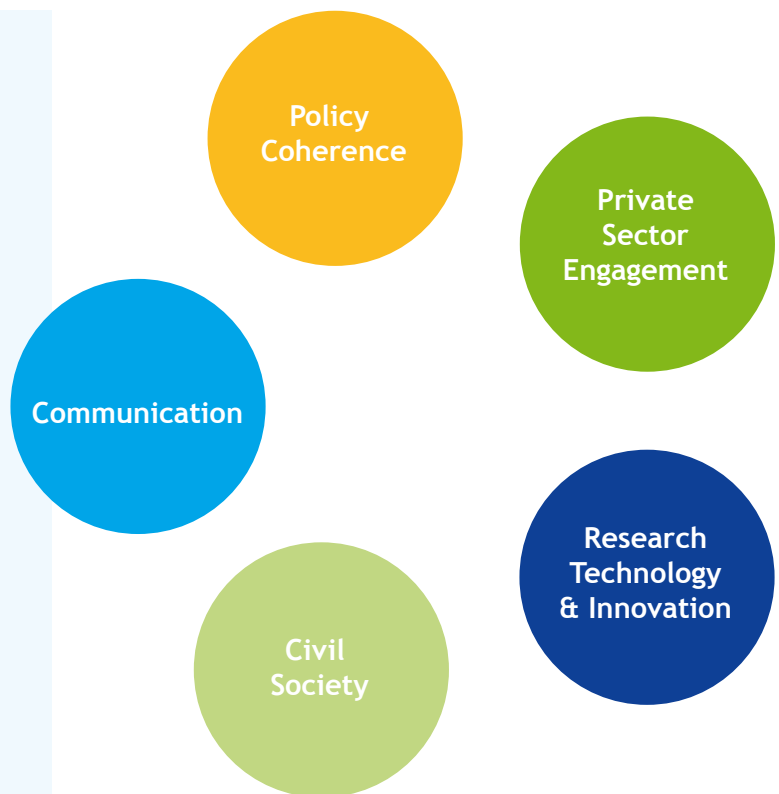 Policy
Coherence
Private
Sector
Engagement
Communication
Research
Technology
& Innovation
Civil
Society